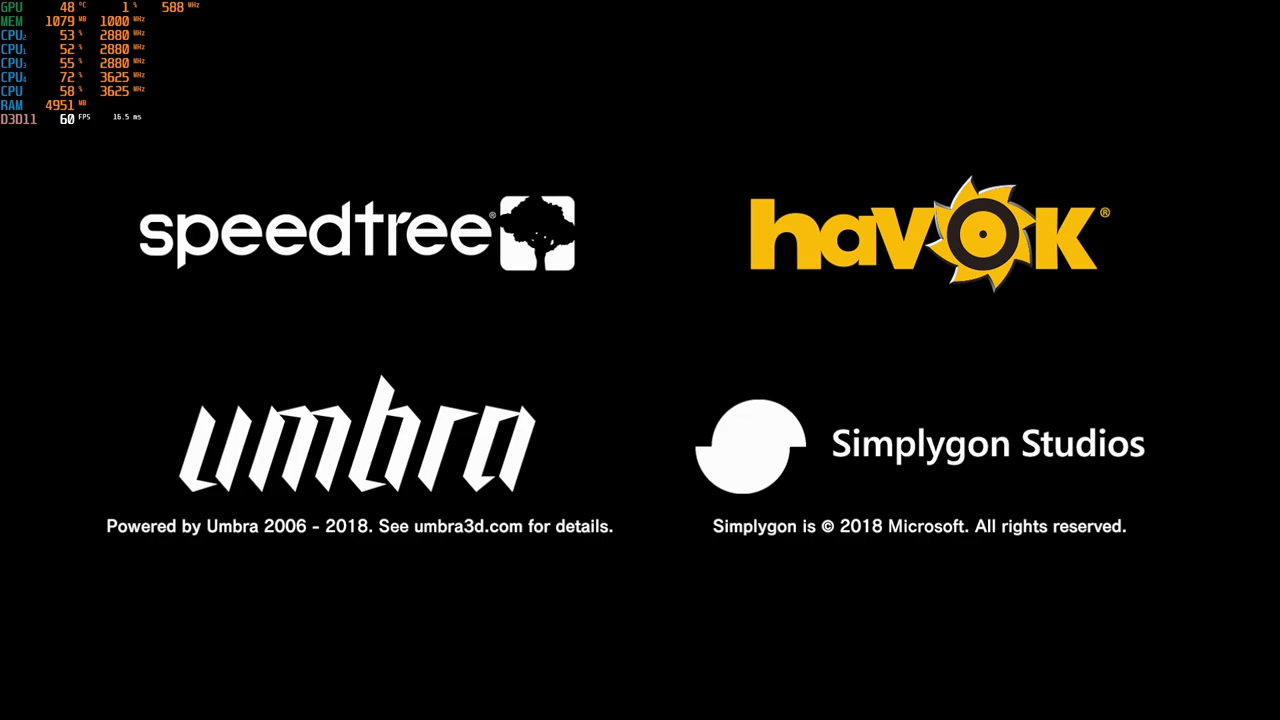 GPU 48 °C 1 % 588 MHz
MEM 1079 MB 1000 MHz
CPU2 53 % 2880 MHz
CPU1 52 % 2880 MHz
CPU3 55 % 2880 MHz
CPU4 72 % 3625 MHz
CPU 58 % 3625 MHz
RAM 4951 MB
D3D11 60 FPS 16.5 ms
speedtree®
havok®
umbra
Simplygon Studios
Powered by Umbra 2006 - 2018. See umbra3d.com for details.
Simplygon is © 2018 Microsoft. All rights reserved.